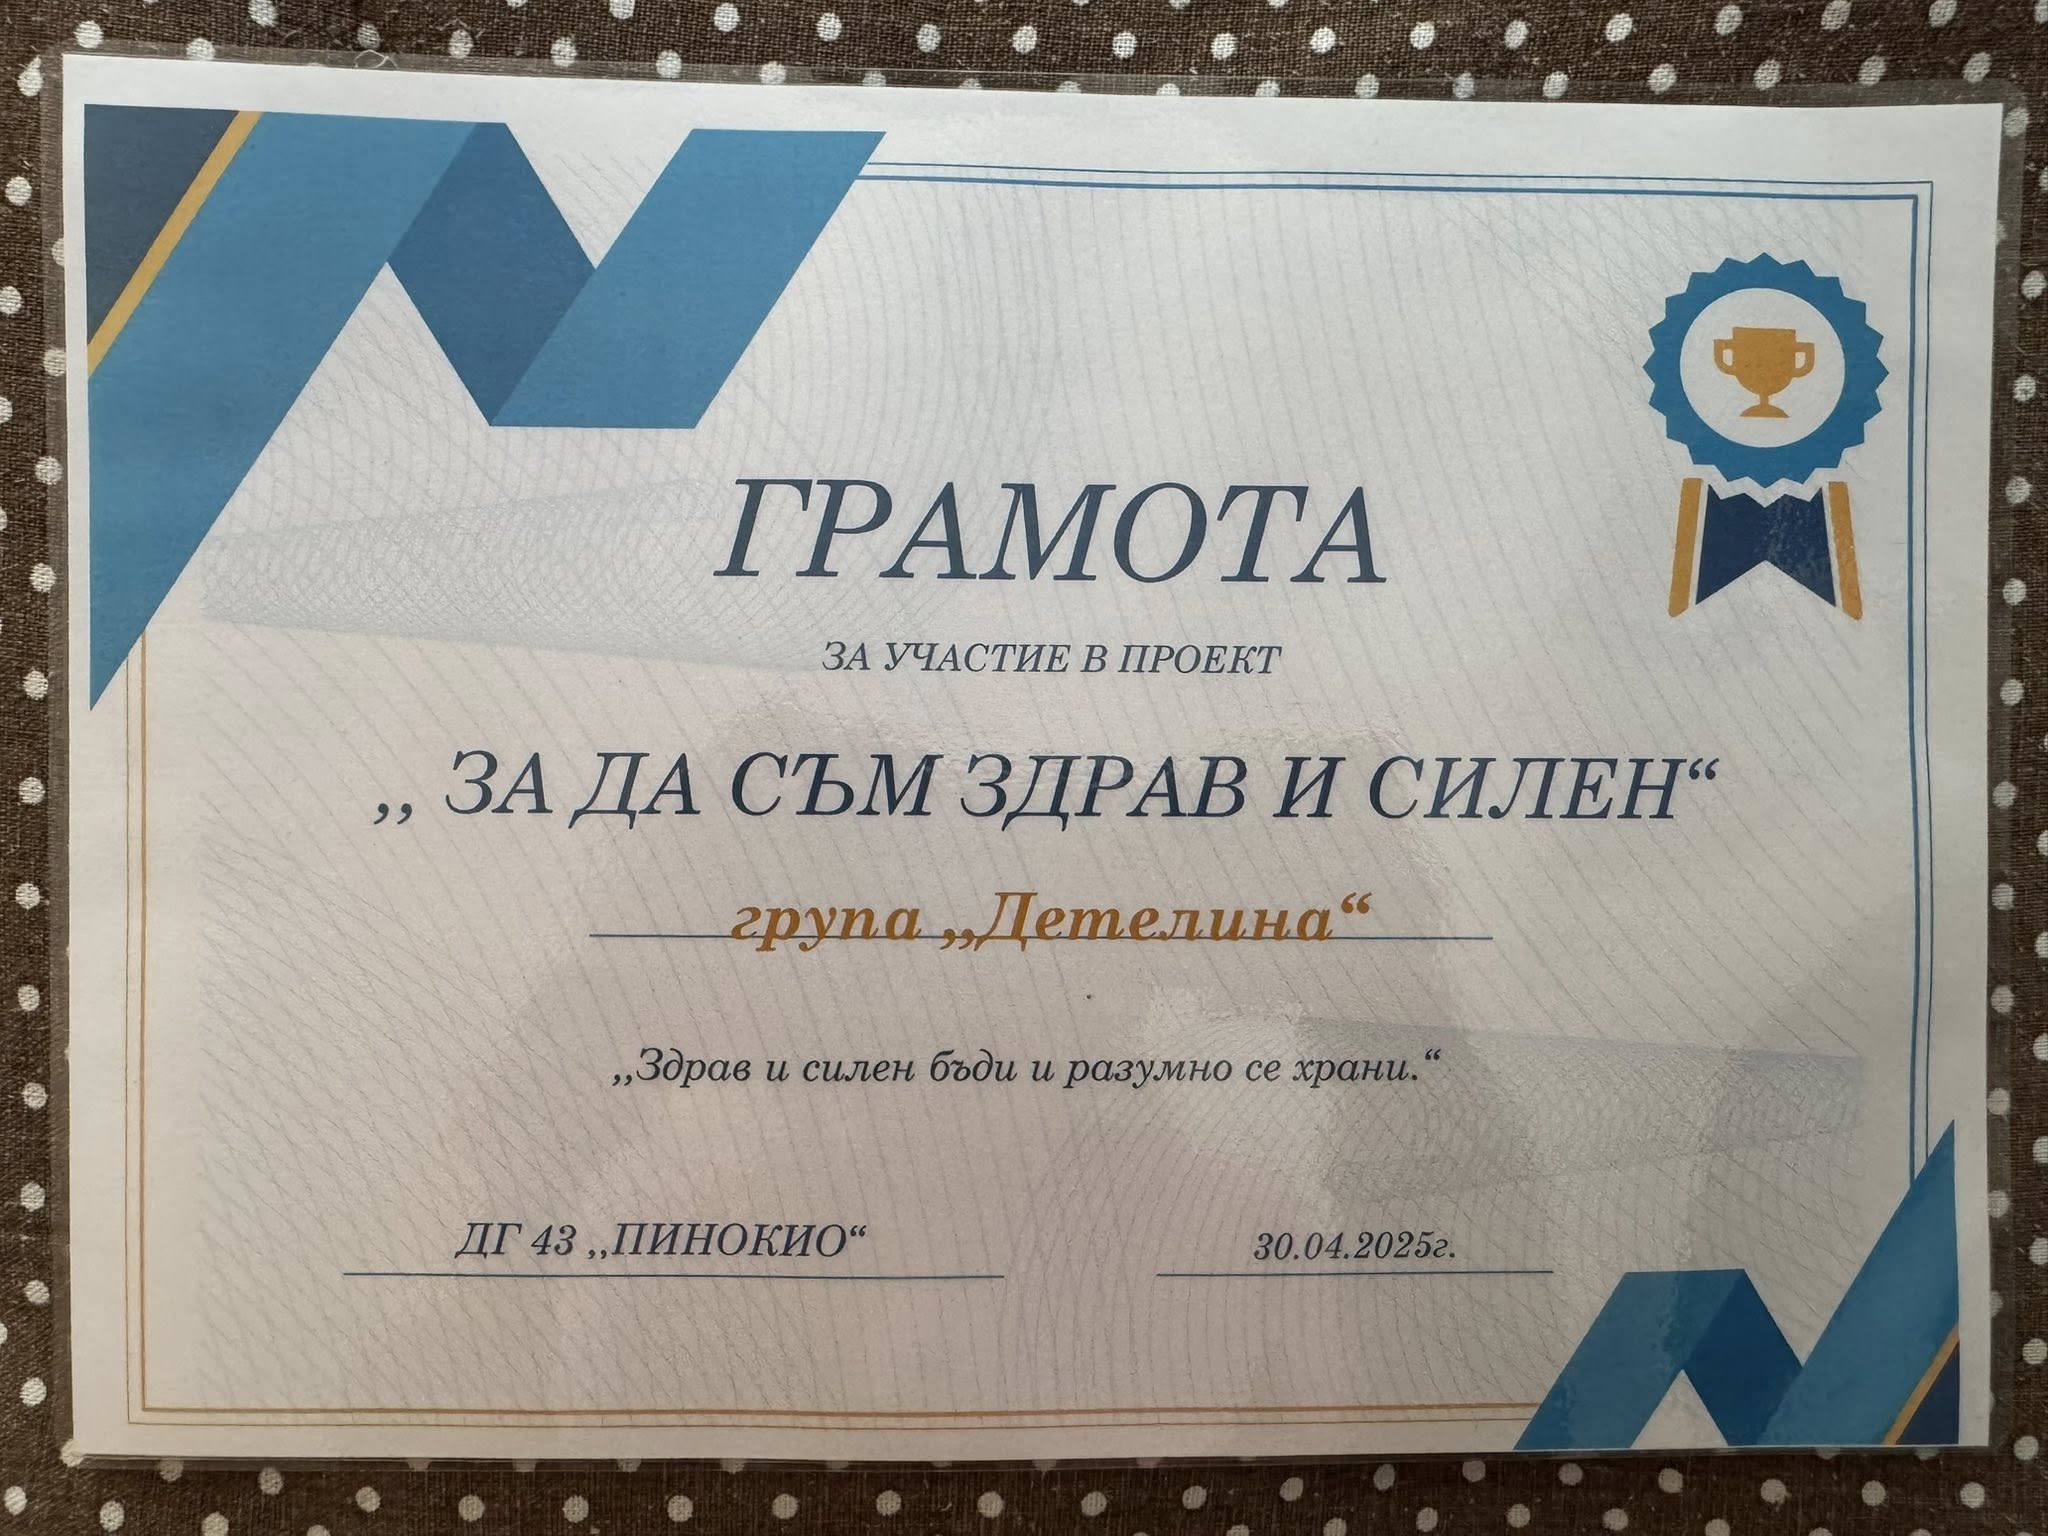 ГРАМОТА
ЗА УЧАСТИЕ В ПРОЕКТ
,, ЗА ДА СЪМ ЗДРАВ И СИЛЕН“
група ,,Детелина“
,,Здрав и силен бъди и разумно се храни.“
ДГ 43 ,,ПИНОКИО“
30.04.2025г.